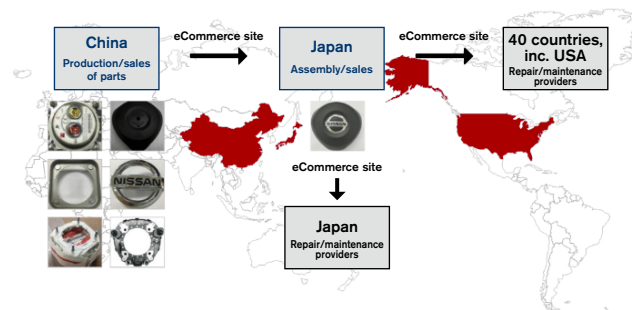 China
Production/sales
of parts
eCommerce site
Japan
Assembly/sales
eCommerce site
40 countries,
inc. USA
Repair/maintenance
providers
NISSAN
NISSAN
eCommerce site
Japan
Repair/maintenance
providers